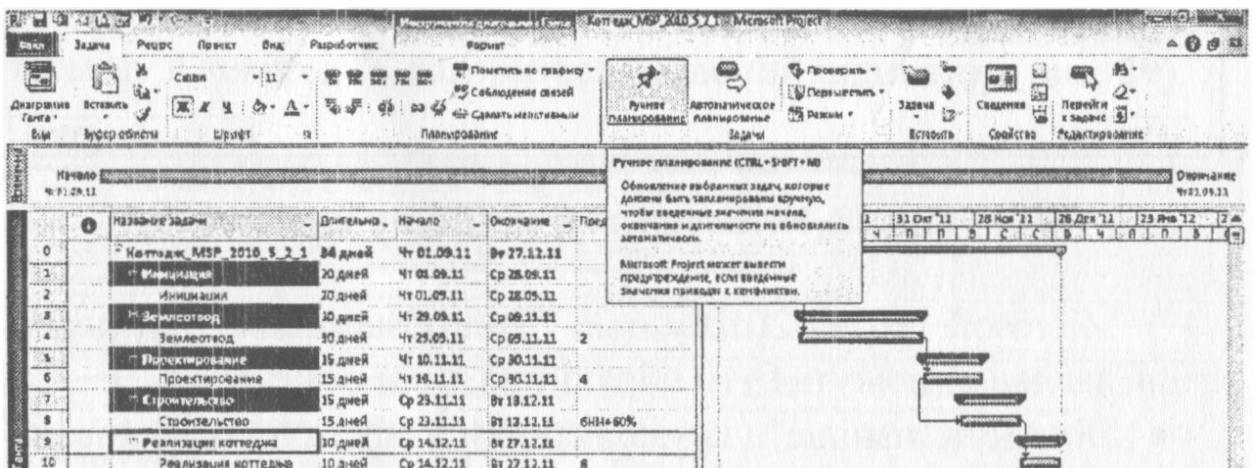 Инструменты диаграммы Ганта Коттедж_MSP_2010_5_2_1 - Microsoft Project
Файл Задача Ресурс Проект Вид Разработчик Формат
Диаграмма Ганта
Вид
Вставить
Буфер обмена
Calibri 11
Ж К Ч
Шрифт
Пометить по графику
Соблюдение связей
Сделать неактивным
Планирование
Ручное планирование
Автоматическое планирование
Проверить
Переместить
Режим
Задачи
Задача
Вставить
Сведения
Свойства
Перейти к задаче
Редактирование
Начало
Чт 01.09.11
Окончание
Ручное планирование (CTRL+SHIFT+M)
Обновление выбранных задач, которые
должны быть запланированы вручную,
чтобы введенные значения начала,
окончания и длительности не обновлялись
автоматически.
Microsoft Project может вывести
предупреждение, если введенные
значения приводят к конфликтам.
Название задачи Длительно Начало Окончание Пред
31 Окт '11 28 Ноя '11 26 Дек '11 23 Янв '12
Ч П П В С С В Ч П П В
0 Коттедж_MSP_2010_5_2_1 84 дней Чт 01.09.11 Вт 27.12.11
1 Инициация 20 дней Чт 01.09.11 Ср 28.09.11
2 Инициация 20 дней Чт 01.09.11 Ср 28.09.11
3 Землеотвод 30 дней Чт 29.09.11 Ср 09.11.11
4 Землеотвод 30 дней Чт 29.09.11 Ср 09.11.11 2
5 Проектирование 15 дней Чт 10.11.11 Ср 30.11.11
6 Проектирование 15 дней Чт 10.11.11 Ср 30.11.11 4
7 Строительство 15 дней Ср 23.11.11 Вт 13.12.11
8 Строительство 15 дней Ср 23.11.11 Вт 13.12.11 6НН+60%
9 Реализация коттеджа 10 дней Ср 14.12.11 Вт 27.12.11
10 Реализация коттеджа 10 дней Ср 14.12.11 Вт 27.12.11 8